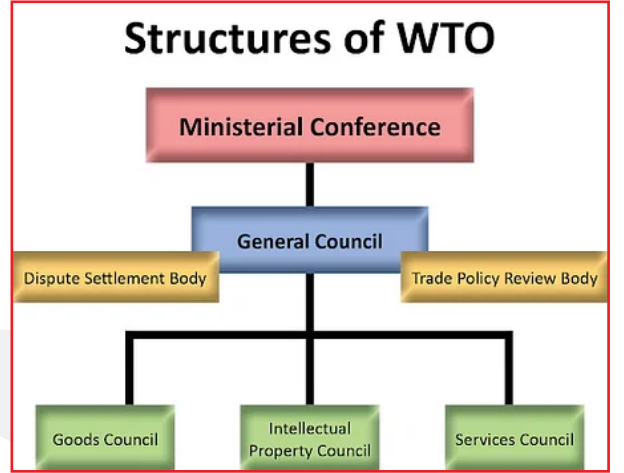 Structures of WTO
Ministerial Conference
General Council
Dispute Settlement Body
Trade Policy Review Body
Goods Council
Intellectual
Property Council
Services Council